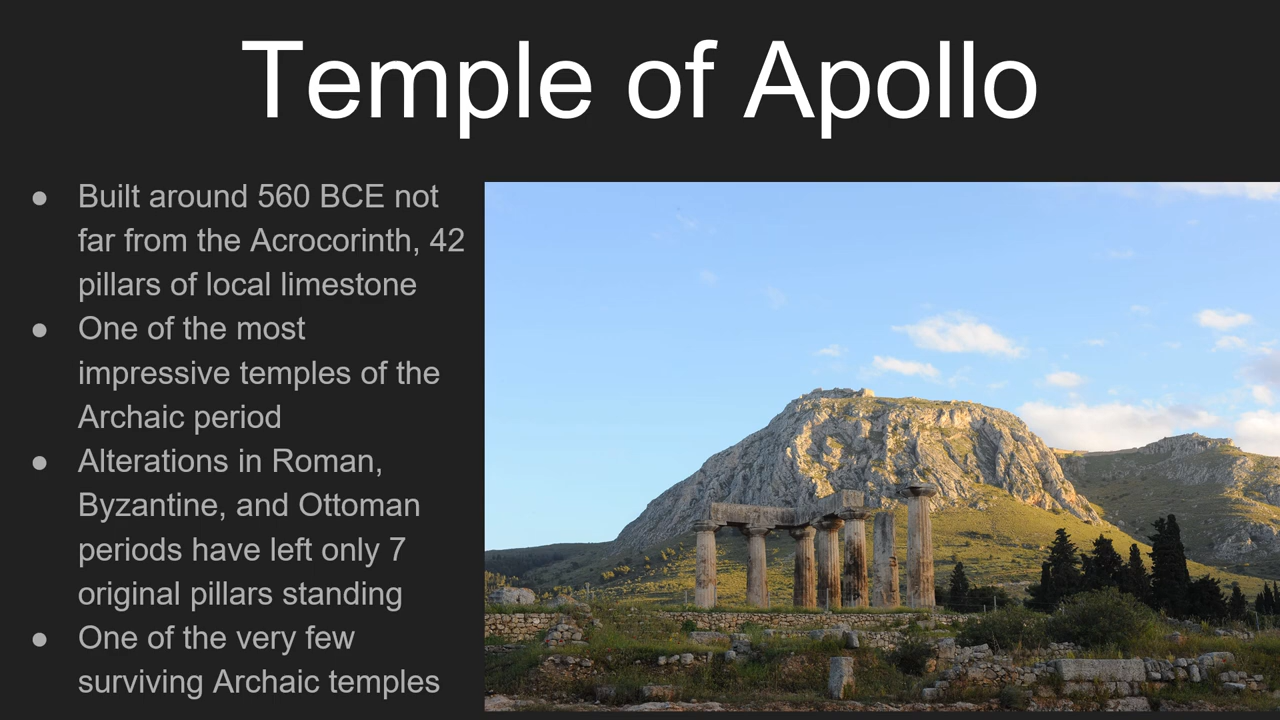 Temple of Apollo
● Built around 560 BCE not
far from the Acrocorinth, 42
pillars of local limestone
● One of the most
impressive temples of the
Archaic period
● Alterations in Roman,
Byzantine, and Ottoman
periods have left only 7
original pillars standing
● One of the very few
surviving Archaic temples